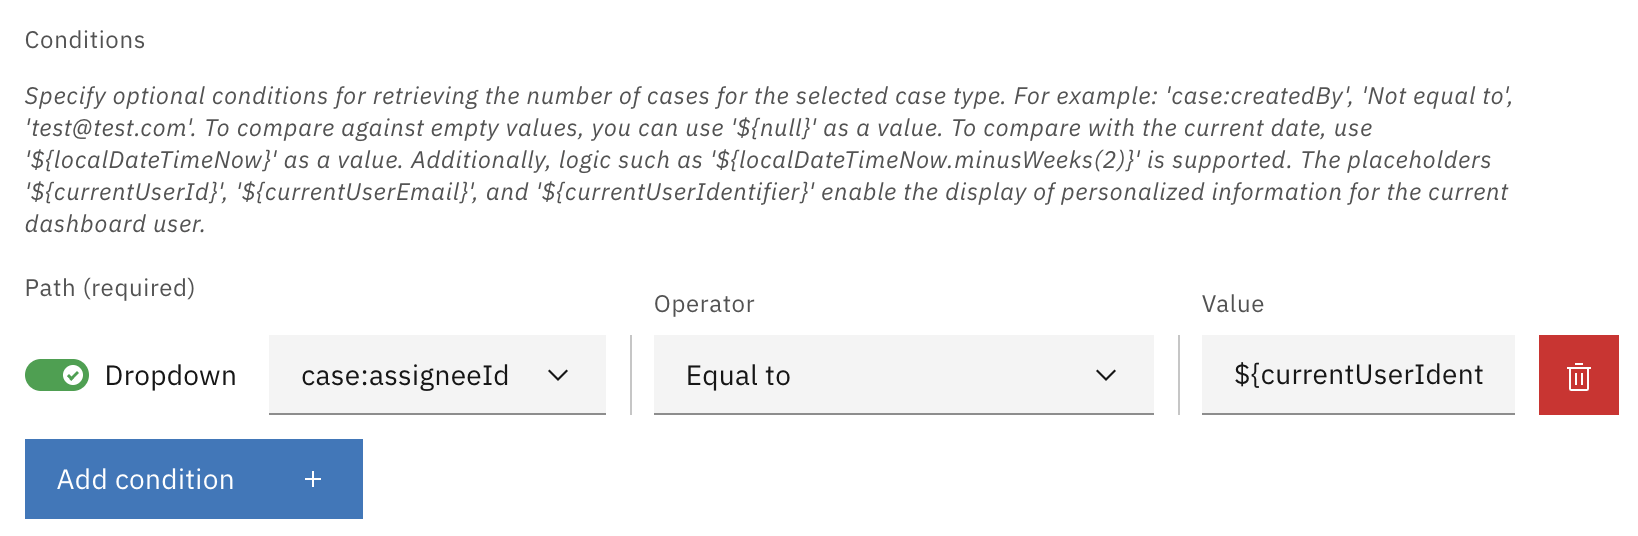 Conditions
Specify optional conditions for retrieving the number of cases for the selected case type. For example: 'case:createdBy', 'Not equal to',
'test@test.com'. To compare against empty values, you can use '${null}' as a value. To compare with the current date, use
'${localDateTimeNow}' as a value. Additionally, logic such as '${localDateTimeNow.minusWeeks(2)}' is supported. The placeholders
'${currentUserId}', '${currentUserEmail}', and '${currentUserIdentifier}' enable the display of personalized information for the current
dashboard user.
Path (required)
Operator
Value
Dropdown
case:assigneeId
Equal to
${currentUserIdent
Add condition +